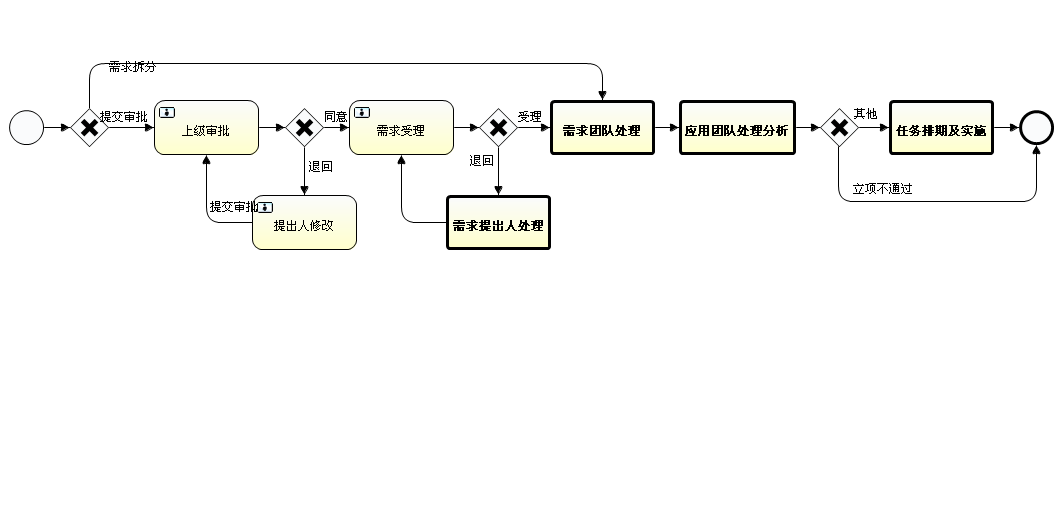 需求拆分
提交审批
上级审批
同意
需求受理
受理
需求团队处理
应用团队处理分析
其他
任务排期及实施
退回
退回
立项不通过
提交审批
提出人修改
需求提出人处理